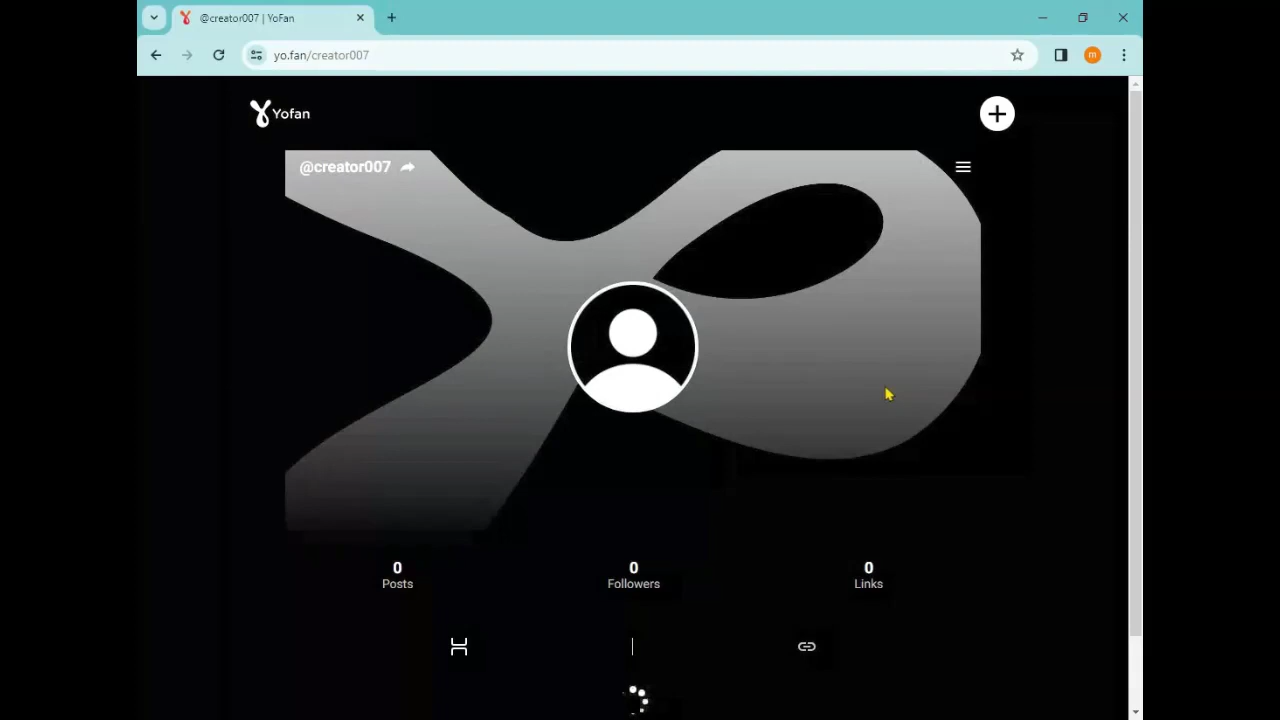 @creator007 | YoFan
yo.fan/creator007
m
Yofan
@creator007
0
Posts
0
Followers
0
Links